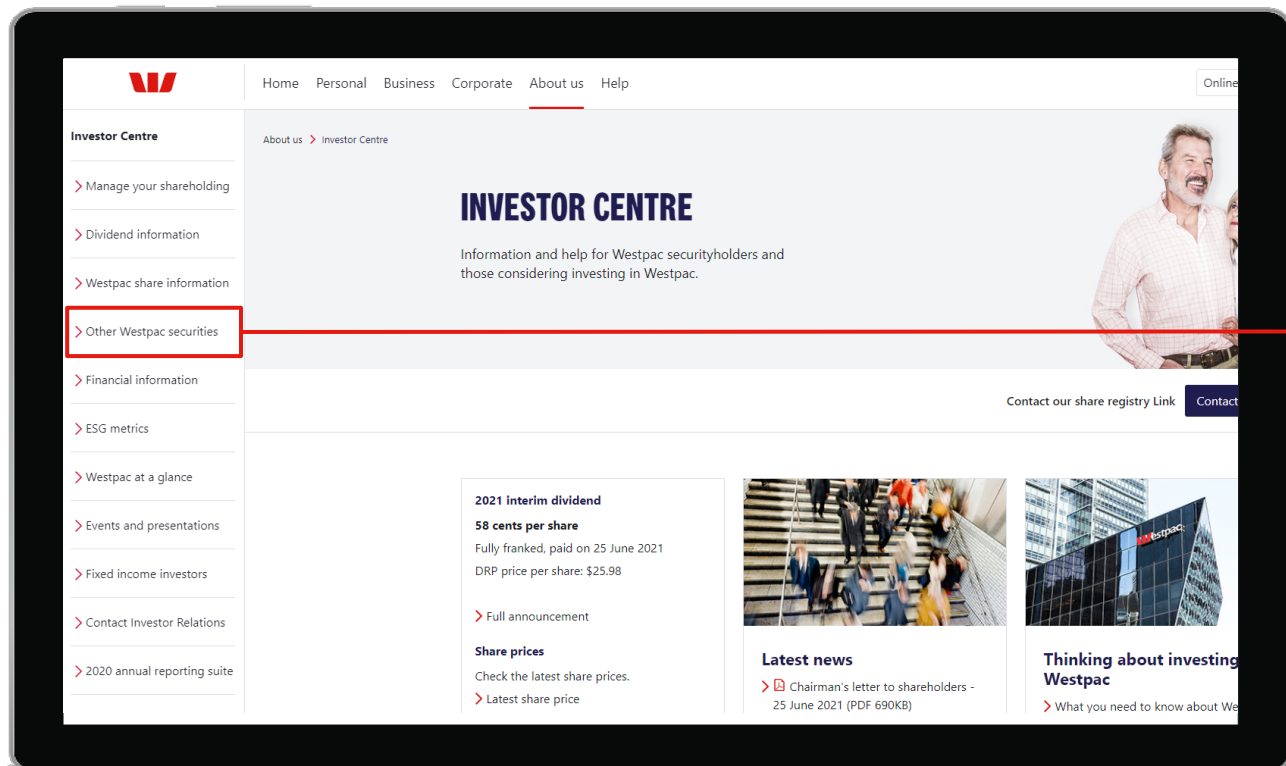 Home Personal Business Corporate About us Help
Online
Investor Centre
Manage your shareholding
Dividend information
Westpac share information
Other Westpac securities
Financial information
ESG metrics
Westpac at a glance
Events and presentations
Fixed income investors
Contact Investor Relations
2020 annual reporting suite
About us Investor Centre
INVESTOR CENTRE
Information and help for Westpac securityholders and
those considering investing in Westpac.
Contact our share registry Link
Contact
2021 interim dividend
58 cents per share
Fully franked, paid on 25 June 2021
DRP price per share: $25.98
Full announcement
Share prices
Check the latest share prices.
Latest share price
Latest news
Chairman's letter to shareholders -
25 June 2021 (PDF 690KB)
Westpac
Thinking about investing
Westpac
What you need to know about We